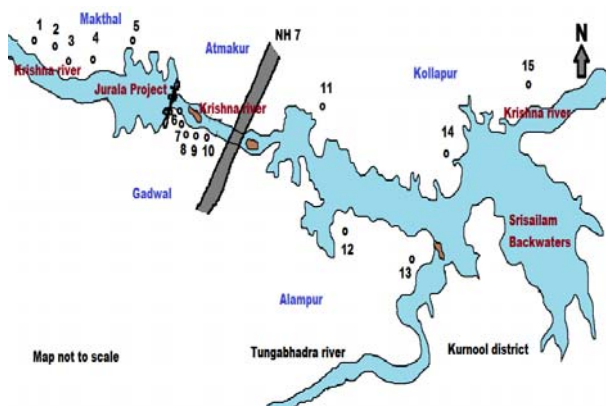 Makthal
1
2
3
4
5
Krishna river
Jurala Project
Atmakur
NH 7
Krishna river
6
7
8
9
10
11
Kollapur
N
15
Krishna river
14
Gadwal
12
13
Srisailam
Backwaters
Alampur
Map not to scale
Tungabhadra river
Kurnool district